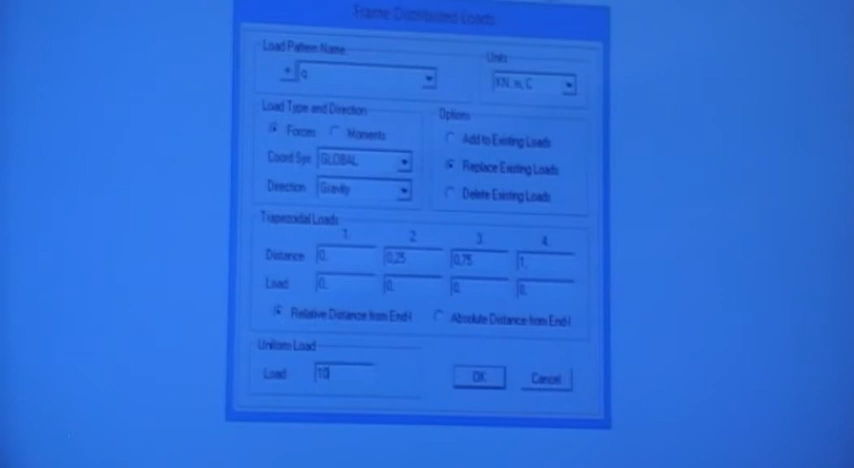 Frame Distributed Loads
Load Pattern Name
Units
+ q
KN, m, C
Load Type and Direction
Options
Forces Moments
Add to Existing Loads
Coord Sys GLOBAL
Replace Existing Loads
Direction Gravity
Delete Existing Loads
Trapezoidal Loads
1. 2. 3. 4.
Distance 0. 0,25 0,75 1.
Load 0. 0. 0. 0.
Relative Distance from End-I Absolute Distance from End-I
Uniform Load
Load 10
OK Cancel